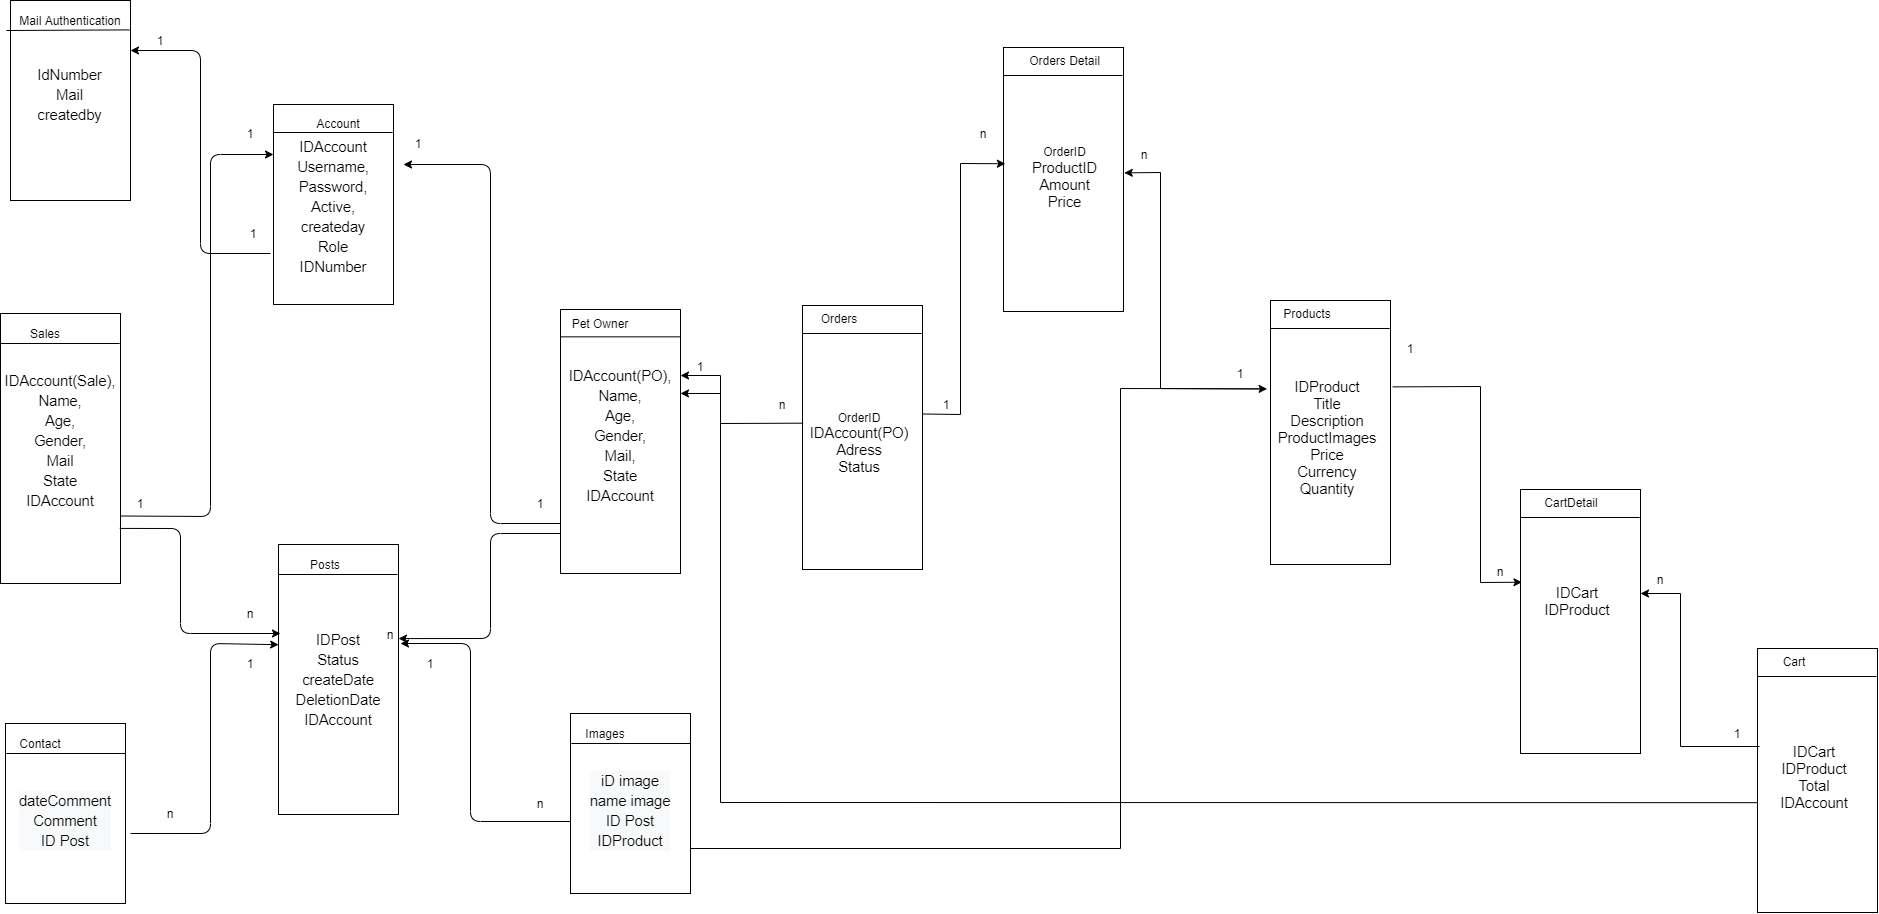 Mail Authentication
IdNumber
Mail
createdby
1
1
1
1
Account
IDAccount
Username,
Password,
Active,
createday
Role
IDNumber
Orders Detail
OrderID
ProductID
Amount
Price
n
n
Sales
IDAccount(Sale),
Name,
Age,
Gender,
Mail
State
IDAccount
1
Pet Owner
IDAccount(PO),
Name,
Age,
Gender,
Mail,
State
IDAccount
1
1
Orders
OrderID
IDAccount(PO)
Adress
Status
n
1
Products
IDProduct
Title
Description
ProductImages
Price
Currency
Quantity
1
1
CartDetail
IDCart
IDProduct
n
n
Posts
IDPost
Status
createDate
DeletionDate
IDAccount
n
n
1
1
Contact
dateComment
Comment
ID Post
n
Images
iD image
name image
ID Post
IDProduct
n
Cart
IDCart
IDProduct
Total
IDAccount
1